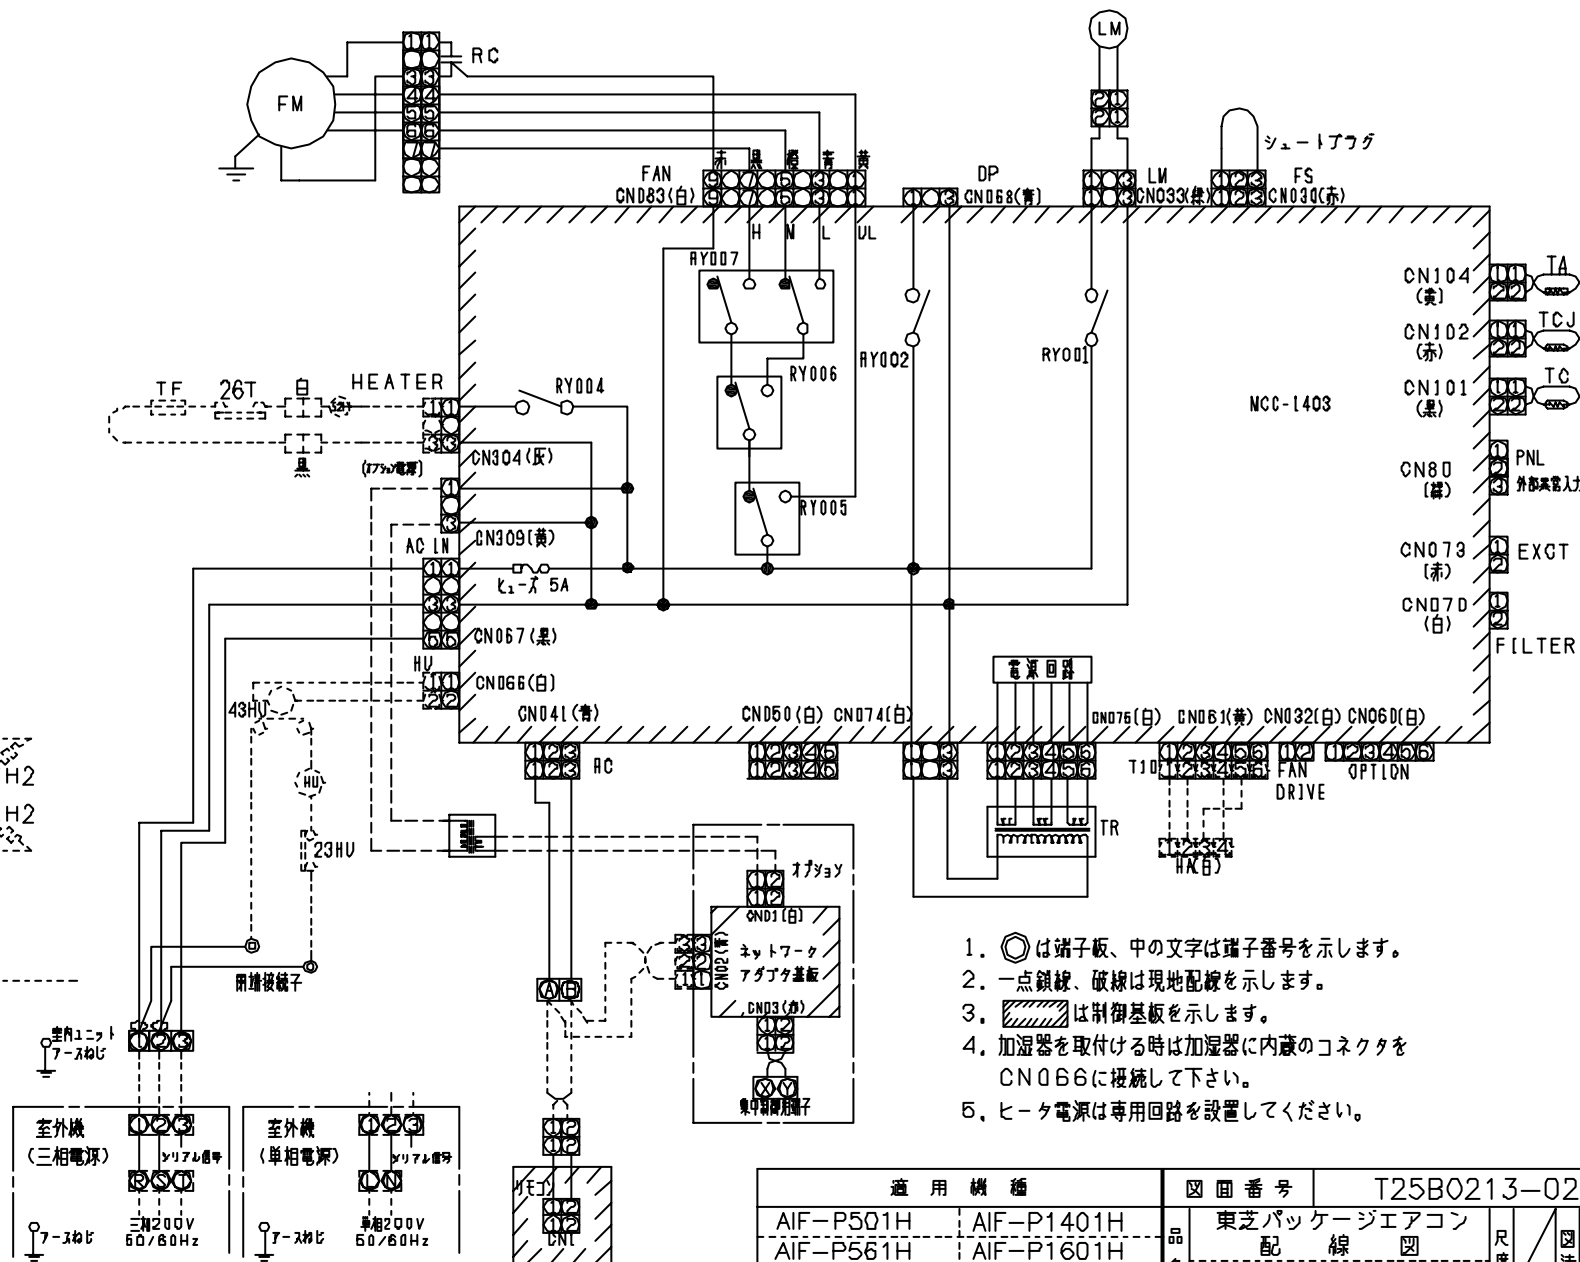 LM
RC
FM
シュートプラグ
FAN
CN083(白)
赤 黒 橙 青 黄
DP
CN068(青)
LM
CN033(緑)
FS
CN030(赤)
H M L UL
RY007
CN104
(黄)
TA
CN102
(赤)
TCJ
CN101
(黒)
TC
RY002
RY001
RY006
RY004
RY005
MCC-1403
TF
26T
白
HEATER
黒
CN304(灰)
(オプション電源)
CN309(黄)
AC IN
ヒューズ 5A
CN80
(緑)
PNL
外部異常入力
CN073
(赤)
EXCT
CN070
(白)
FILTER
CN067(黒)
HU
CN066(白)
43HU
CN041(青)
CN050(白)
CN074(白)
電源回路
CN075(白)
CN061(黄)
CN032(白)
CN060(白)
RC
T10
FAN
DRIVE
OPTION
H2
H2
HU
23HU
TR
HA(白)
オプション
CN01(白)
CN02(青)
ネットワーク
アダプタ基板
CN03(赤)
A B
X Y
集中制御用端子
閉端接続子
室内ユニット
アースねじ
1 2 3
室外機
(三相電源)
シリアル信号
R S T
アースねじ
三相200V
50/60Hz
室外機
(単相電源)
シリアル信号
L N
アースねじ
単相200V
50/60Hz
リモコン
CN1
1. ◎は端子板、中の文字は端子番号を示します。
2. 一点鎖線、破線は現地配線を示します。
3. は制御基板を示します。
4. 加湿器を取付ける時は加湿器に内蔵のコネクタを
CN066に接続して下さい。
5. ヒータ電源は専用回路を設置してください。
適用機種
図面番号
T25B0213-02
AIF-P501H
AIF-P1401H
AIF-P561H
AIF-P1601H
品
東芝パッケージエアコン
配線図
尺
度
図